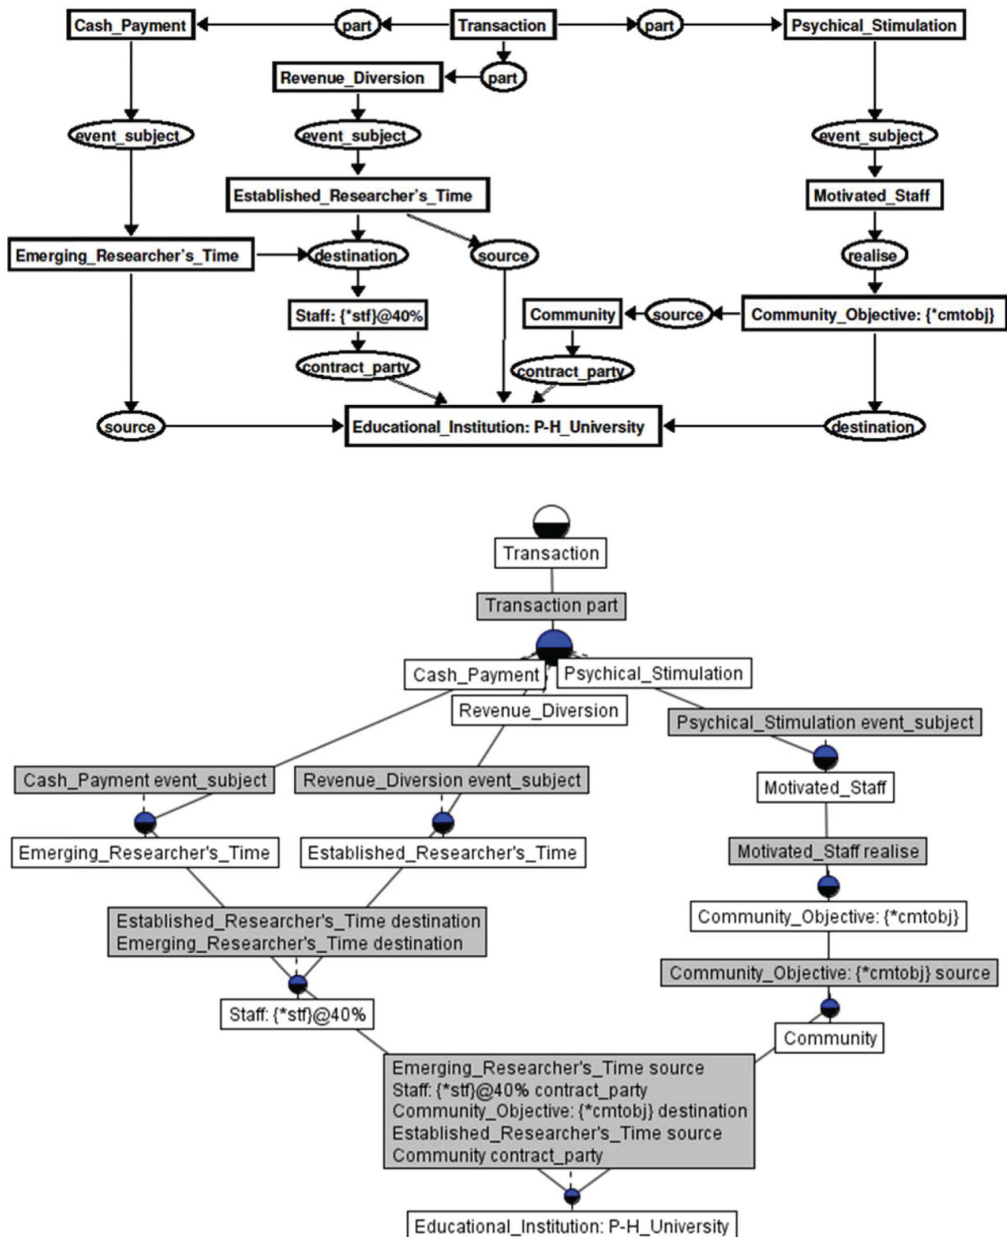 Cash_Payment
part
Transaction
part
Psychical_Stimulation
Revenue_Diversion
part
event_subject
event_subject
event_subject
Established_Researcher's_Time
Motivated_Staff
Emerging_Researcher's_Time
destination
source
realise
Staff: {*stf}@40%
Community
source
Community_Objective: {*cmtobj}
contract_party
contract_party
source
Educational_Institution: P-H_University
destination
Transaction
Transaction part
Cash_Payment
Psychical_Stimulation
Revenue_Diversion
Psychical_Stimulation event_subject
Cash_Payment event_subject
Revenue_Diversion event_subject
Motivated_Staff
Emerging_Researcher's_Time
Established_Researcher's_Time
Motivated_Staff realise
Established_Researcher's_Time destination
Emerging_Researcher's_Time destination
Community_Objective: {*cmtobj}
Community_Objective: {*cmtobj} source
Staff: {*stf}@40%
Community
Emerging_Researcher's_Time source
Staff: {*stf}@40% contract_party
Community_Objective: {*cmtobj} destination
Established_Researcher's_Time source
Community contract_party
Educational_Institution: P-H_University